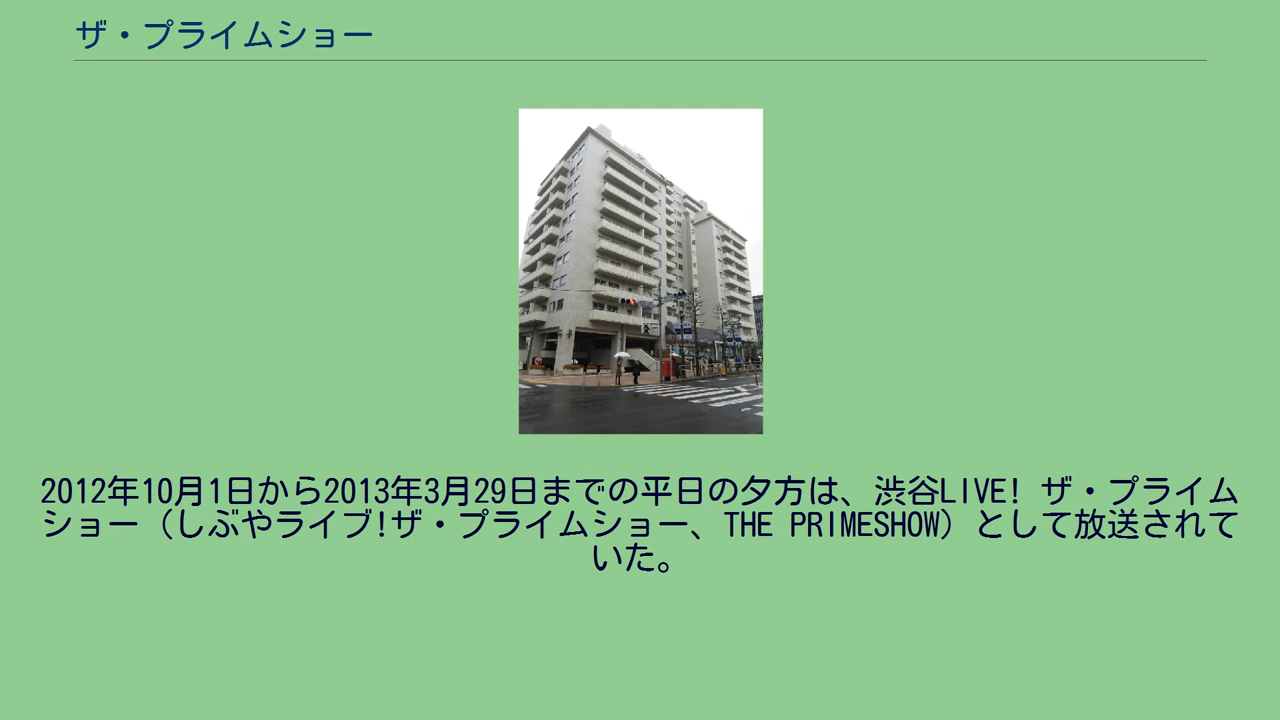 ザ・プライムショー
2012年10月1日から2013年3月29日までの平日の夕方は、渋谷LIVE! ザ・プライム
ショー（しぶやライブ!ザ・プライムショー、THE PRIMESHOW）として放送されて
いた。